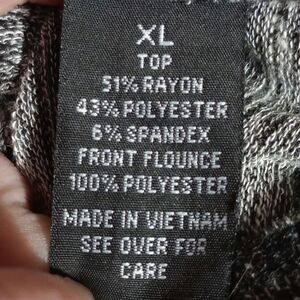 XL
TOP
51% RAYON
43% POLYESTER
6% SPANDEX
FRONT FLOUNCE
100% POLYESTER
MADE IN VIETNAM
SEE OVER FOR
CARE